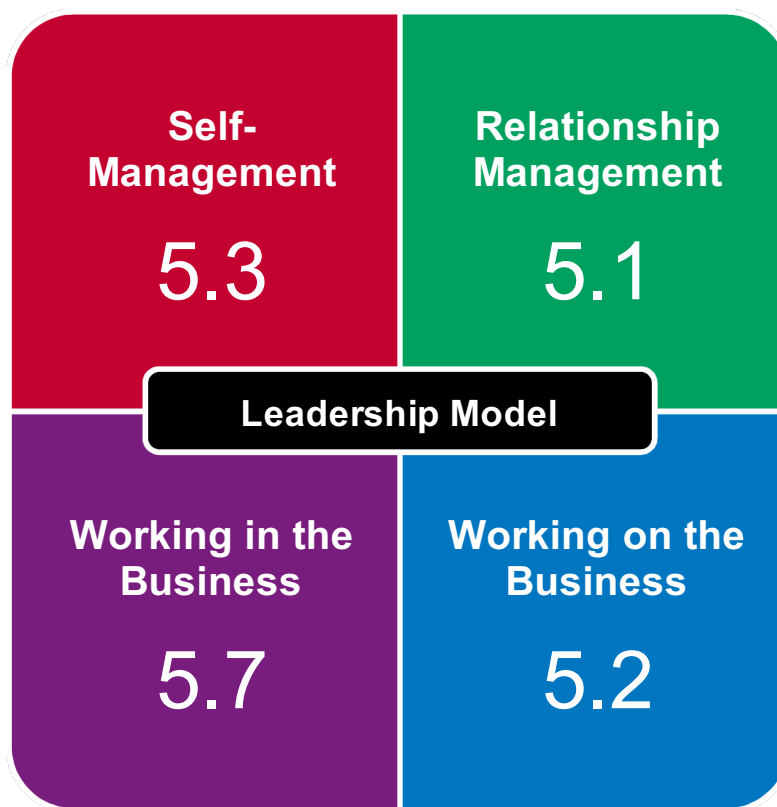 Self-
Management
5.3
Relationship
Management
5.1
Leadership Model
Working in the
Business
5.7
Working on the
Business
5.2